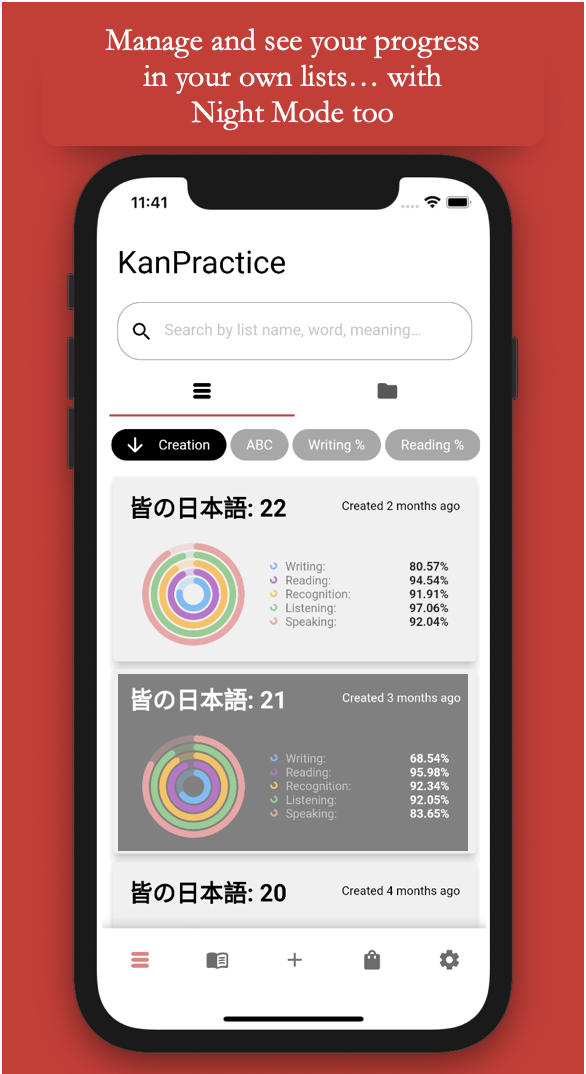 Manage and see your progress
in your own lists… with
Night Mode too
11:41
KanPractice
Search by list name, word, meaning…
Creation ABC Writing % Reading %
皆の日本語: 22 Created 2 months ago
Writing: 80.57%
Reading: 94.54%
Recognition: 91.91%
Listening: 97.06%
Speaking: 92.04%
皆の日本語: 21 Created 3 months ago
Writing: 68.54%
Reading: 95.98%
Recognition: 92.34%
Listening: 92.05%
Speaking: 83.65%
皆の日本語: 20 Created 4 months ago